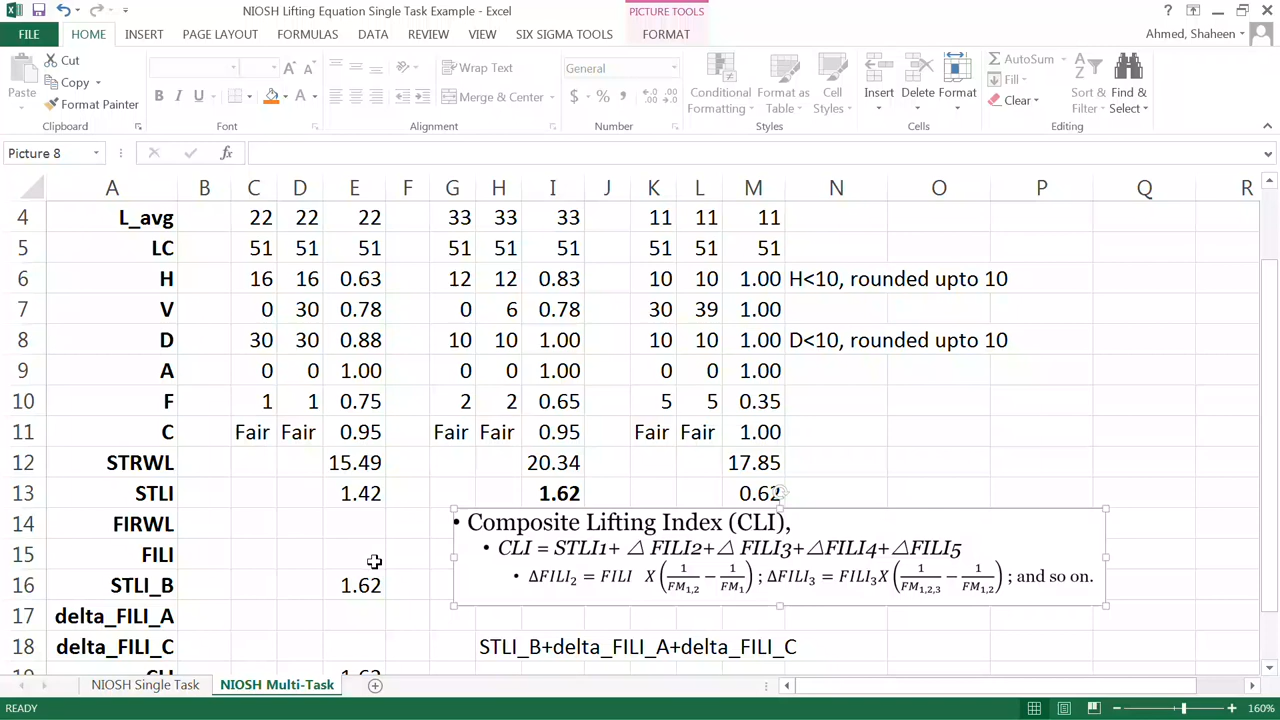 NIOSH Lifting Equation Single Task Example - Excel
PICTURE TOOLS
FILE HOME INSERT PAGE LAYOUT FORMULAS DATA REVIEW VIEW SIX SIGMA TOOLS FORMAT Ahmed, Shaheen
Cut
Copy
Format Painter
Paste
B I U A A A
Wrap Text
Merge & Center
General
$ % ,
Conditional Formatting
Format as Table
Cell Styles
Insert Delete Format
AutoSum
Fill
Clear
Sort & Filter
Find & Select
Clipboard Font Alignment Number Styles Cells Editing
Picture 8 fx
A B C D E F G H I J K L M N O P Q R
4 L_avg 22 22 22 33 33 33 11 11 11
5 LC 51 51 51 51 51 51 51 51 51
6 H 16 16 0.63 12 12 0.83 10 10 1.00 H<10, rounded upto 10
7 V 0 30 0.78 0 6 0.78 30 39 1.00
8 D 30 30 0.88 10 10 1.00 10 10 1.00 D<10, rounded upto 10
9 A 0 0 1.00 0 0 1.00 0 0 1.00
10 F 1 1 0.75 2 2 0.65 5 5 0.35
11 C Fair Fair 0.95 Fair Fair 0.95 Fair Fair 1.00
12 STRWL 15.49 20.34 17.85
13 STLI 1.42 1.62 0.62
14 FIRWL
• Composite Lifting Index (CLI),
15 FILI
• CLI = STLI1+ △ FILI2+△ FILI3+△FILI4+△FILI5
16 STLI_B 1.62
• ΔFILI₂ = FILI X(1/FM₁,₂ − 1/FM₁) ; ΔFILI₃ = FILI₃X(1/FM₁,₂,₃ − 1/FM₁,₂) ; and so on.
17 delta_FILI_A
18 delta_FILI_C STLI_B+delta_FILI_A+delta_FILI_C
NIOSH Single Task NIOSH Multi-Task
READY 160%